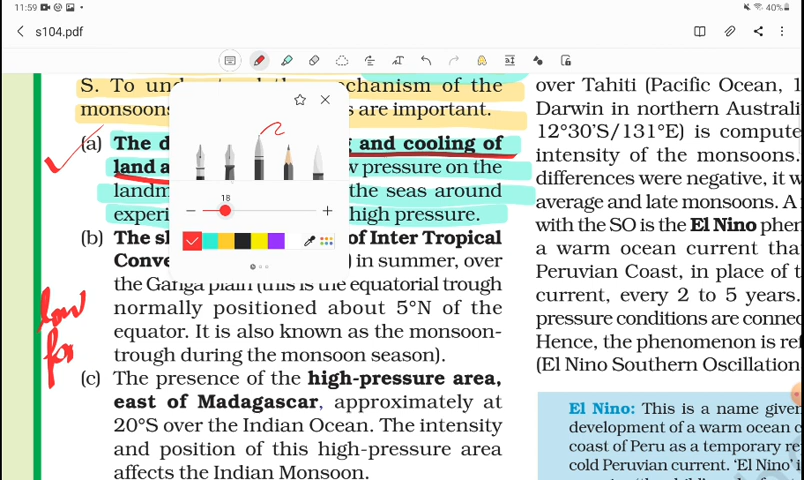 11:59
40%
s104.pdf
S. To understand the mechanism of the
monsoons are important.
(a) The d g and cooling of
land a w pressure on the
landm the seas around
experi high pressure.
(b) The sh of Inter Tropical
Conve in summer, over
the Ganga plain (this is the equatorial trough
normally positioned about 5°N of the
equator. It is also known as the monsoon-
trough during the monsoon season).
(c) The presence of the high-pressure area,
east of Madagascar, approximately at
20°S over the Indian Ocean. The intensity
and position of this high-pressure area
affects the Indian Monsoon.
18
low
for
over Tahiti (Pacific Ocean, 1
Darwin in northern Australi
12°30'S/131°E) is compute
intensity of the monsoons.
differences were negative, it w
average and late monsoons. A
with the SO is the El Nino phen
a warm ocean current tha
Peruvian Coast, in place of t
current, every 2 to 5 years.
pressure conditions are connec
Hence, the phenomenon is ref
(El Nino Southern Oscillation
El Nino: This is a name given
development of a warm ocean c
coast of Peru as a temporary re
cold Peruvian current. 'El Nino' i